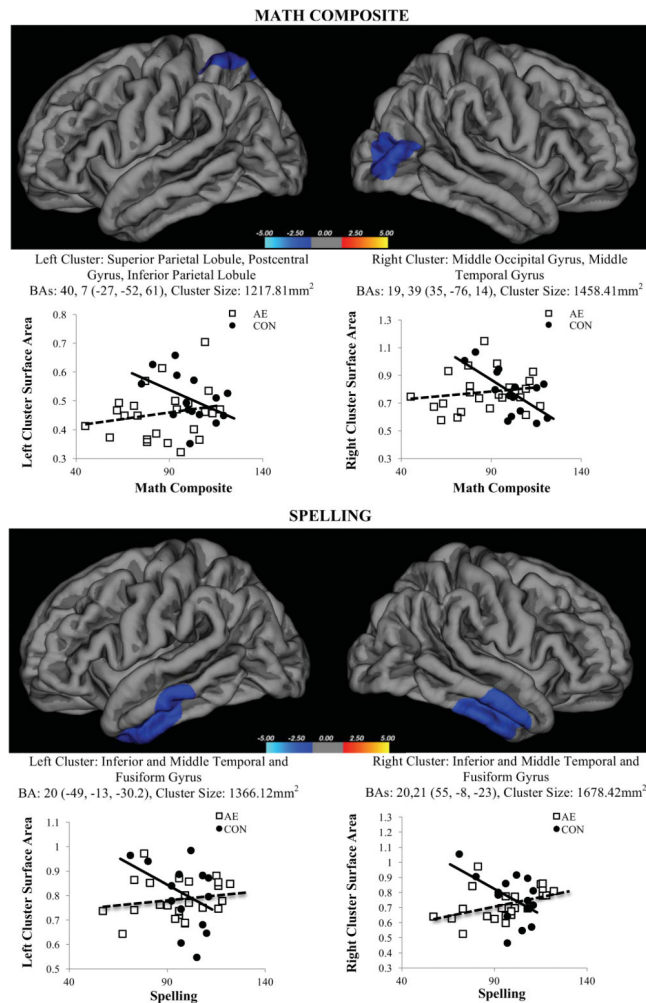 MATH COMPOSITE
-5.00 -2.50 0.00 2.50 5.00
Left Cluster: Superior Parietal Lobule, Postcentral
Gyrus, Inferior Parietal Lobule
BAs: 40, 7 (-27, -52, 61), Cluster Size: 1217.81mm²
Right Cluster: Middle Occipital Gyrus, Middle
Temporal Gyrus
BAs: 19, 39 (35, -76, 14), Cluster Size: 1458.41mm²
Left Cluster Surface Area
0.8
0.7
0.6
0.5
0.4
0.3
40 90 140
Math Composite
AE
CON
Right Cluster Surface Area
1.3
1.1
0.9
0.7
0.5
0.3
40 90 140
Math Composite
AE
CON
SPELLING
-5.00 -2.50 0.00 2.50 5.00
Left Cluster: Inferior and Middle Temporal and
Fusiform Gyrus
BA: 20 (-49, -13, -30.2), Cluster Size: 1366.12mm²
Right Cluster: Inferior and Middle Temporal and
Fusiform Gyrus
BAs: 20,21 (55, -8, -23), Cluster Size: 1678.42mm²
Left Cluster Surface Area
1.1
1
0.9
0.8
0.7
0.6
0.5
40 90 140
Spelling
AE
CON
Right Cluster Surface Area
1.3
1.2
1.1
1
0.9
0.8
0.7
0.6
0.5
0.4
40 90 140
Spelling
AE
CON